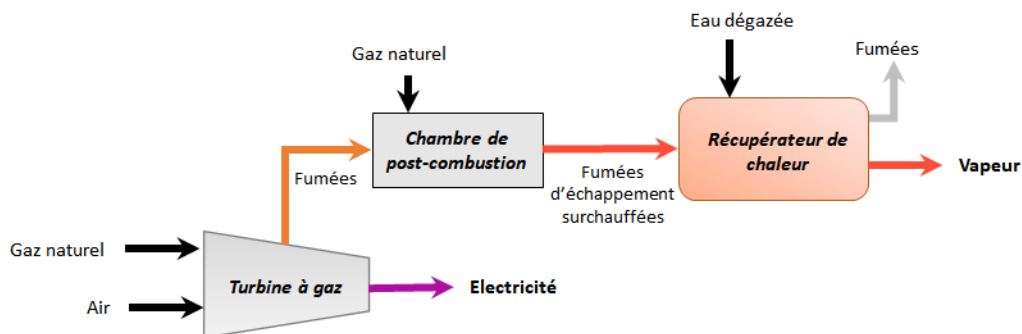 Eau dégazée
Gaz naturel
Fumées
Chambre de
post-combustion
Récupérateur de
chaleur
Vapeur
Fumées
Fumées
d'échappement
surchauffées
Gaz naturel
Turbine à gaz
Electricité
Air